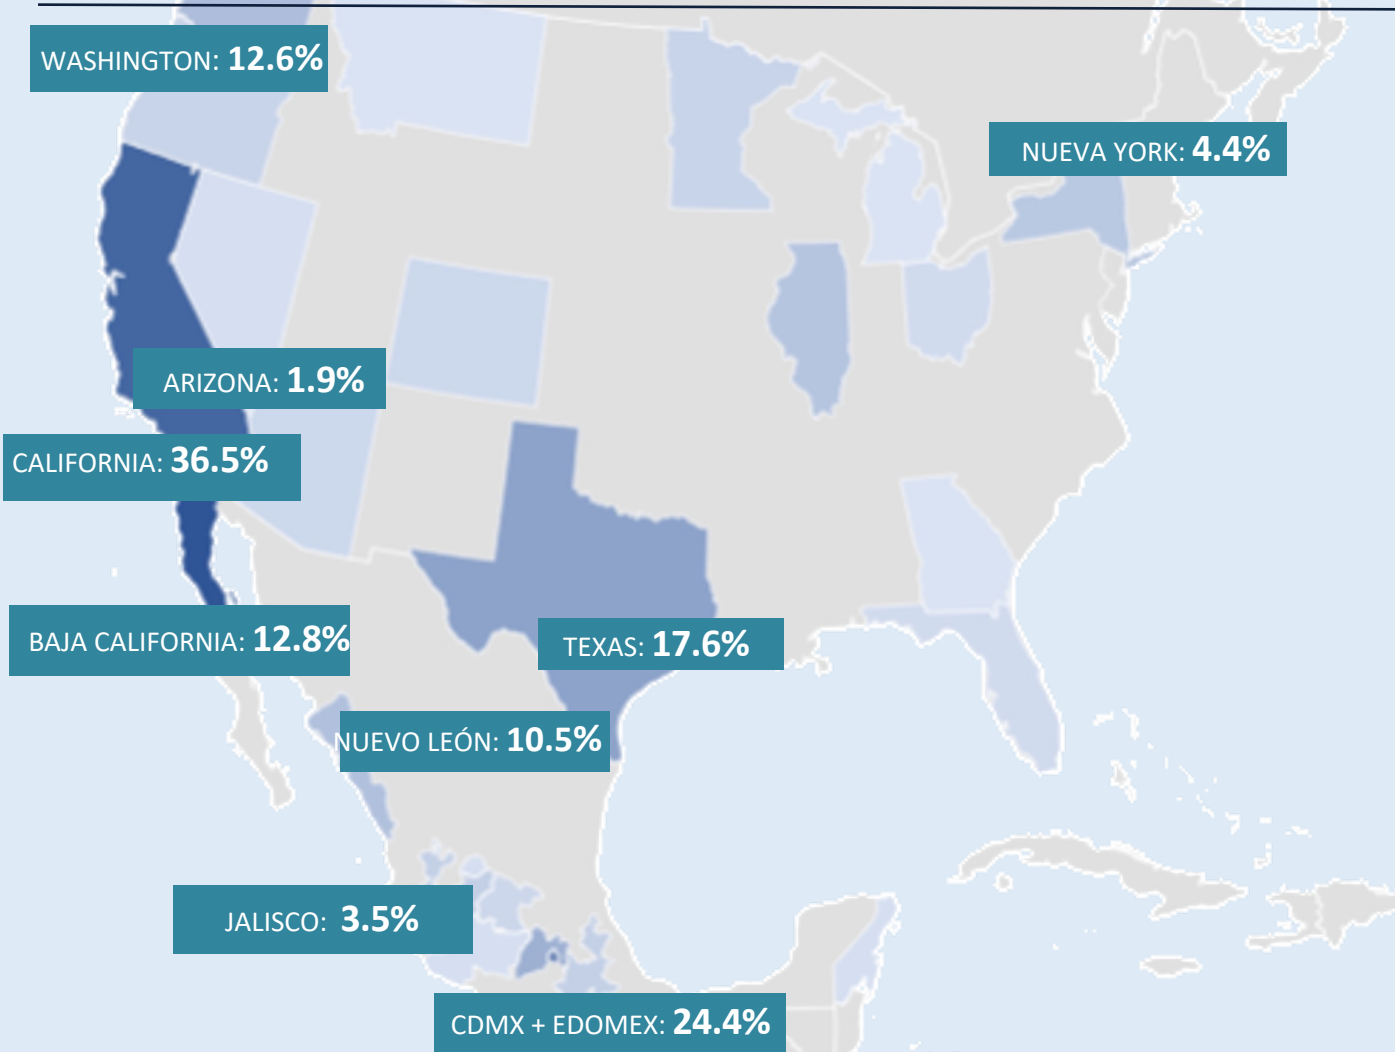 WASHINGTON: 12.6%
NUEVA YORK: 4.4%
ARIZONA: 1.9%
CALIFORNIA: 36.5%
BAJA CALIFORNIA: 12.8%
TEXAS: 17.6%
NUEVO LEÓN: 10.5%
JALISCO: 3.5%
CDMX + EDOMEX: 24.4%